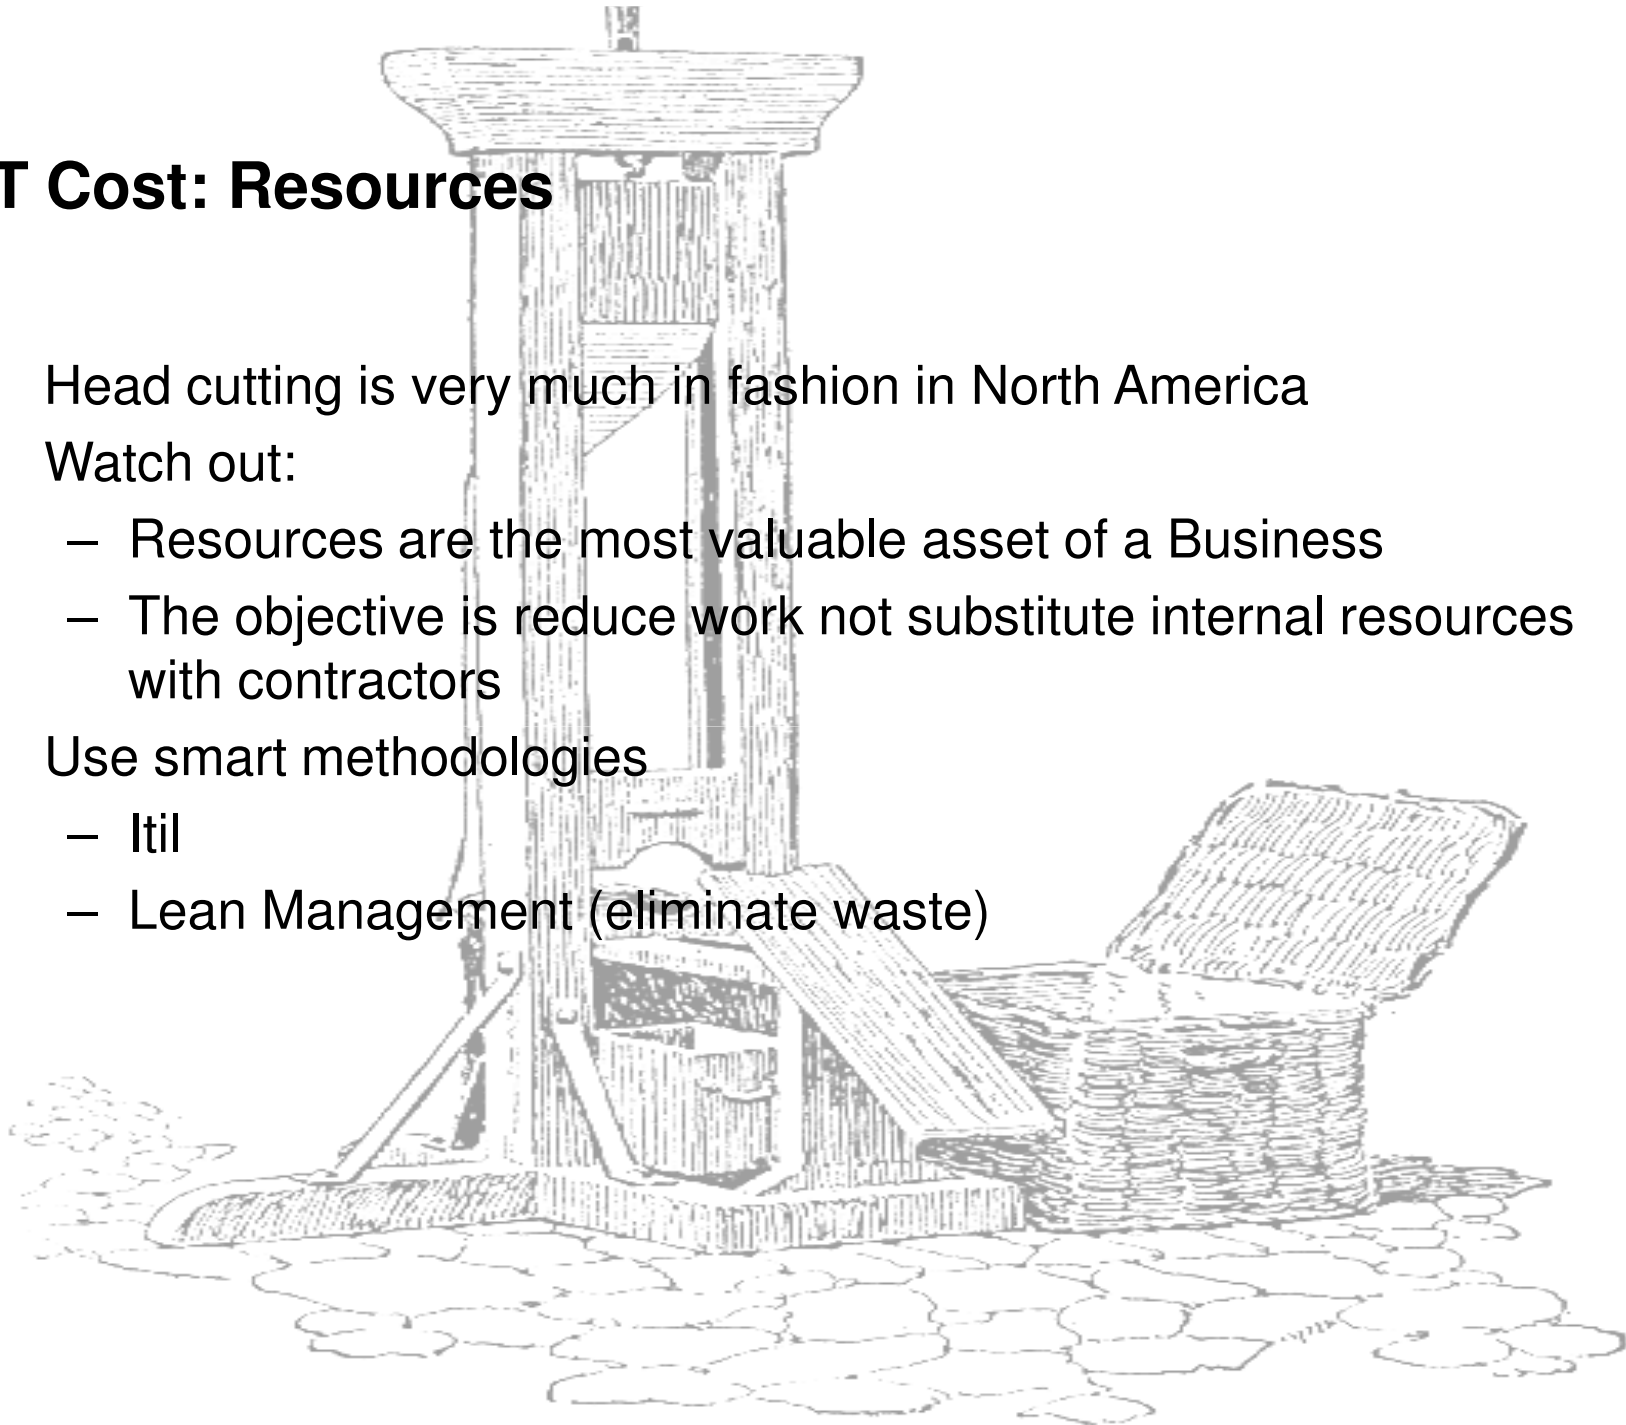 T Cost: Resources
Head cutting is very much in fashion in North America
Watch out:
– Resources are the most valuable asset of a Business
– The objective is reduce work not substitute internal resources
with contractors
Use smart methodologies
– Itil
– Lean Management (eliminate waste)